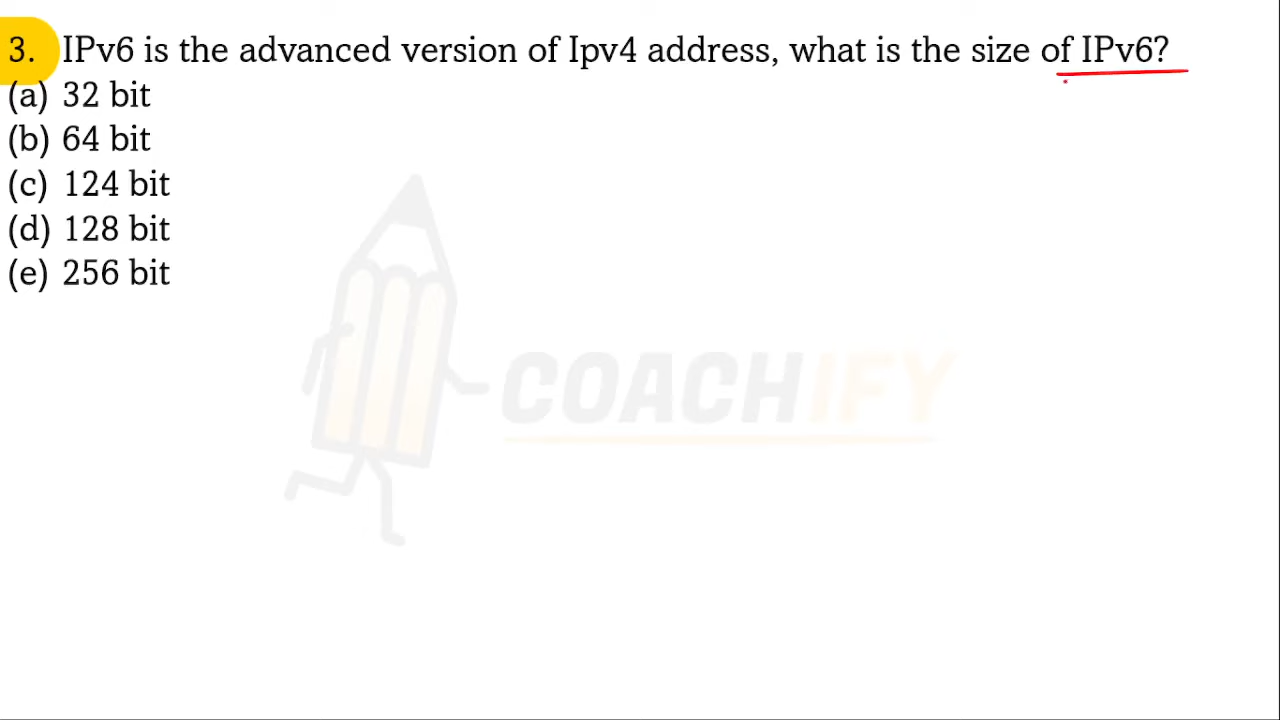 3. IPv6 is the advanced version of Ipv4 address, what is the size of IPv6?
(a) 32 bit
(b) 64 bit
(c) 124 bit
(d) 128 bit
(e) 256 bit
COACHIFY